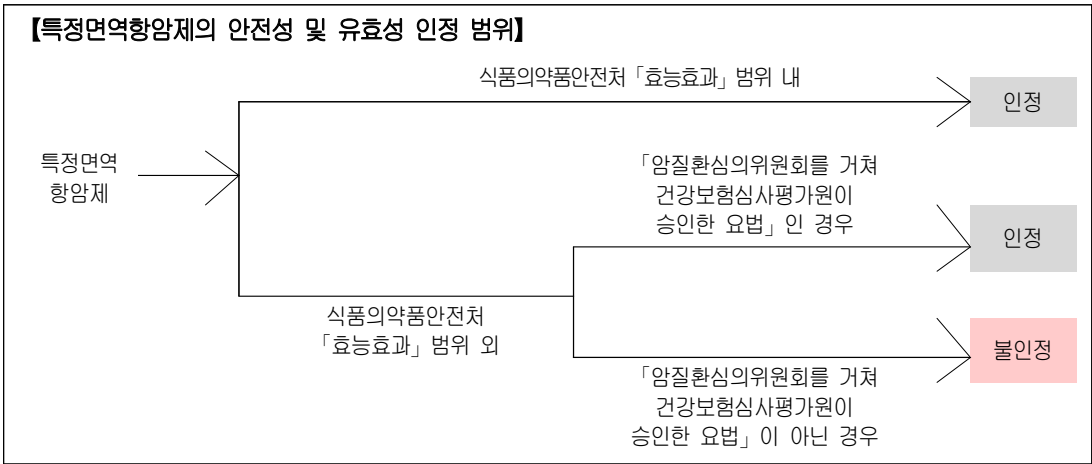 【특정면역항암제의 안전성 및 유효성 인정 범위】
식품의약품안전처「효능효과」범위 내
인정
특정면역
항암제
「암질환심의위원회를 거쳐
건강보험심사평가원이
승인한 요법」인 경우
인정
식품의약품안전처
「효능효과」범위 외
불인정
「암질환심의위원회를 거쳐
건강보험심사평가원이
승인한 요법」이 아닌 경우